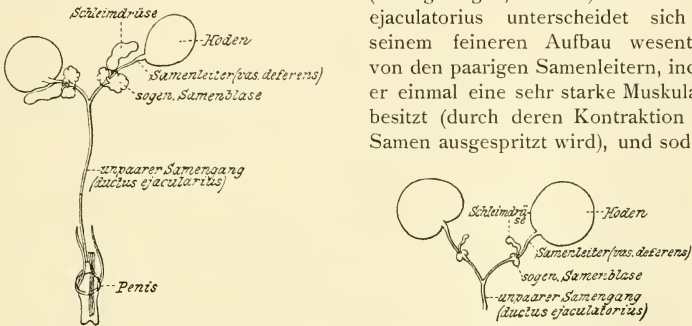 Schleimdrüse
Hoden
Samenleiter (vas. deferens)
sogen. Samenblase
unpaarer Samengang
(ductus ejacularius)
Penis
ejaculatorius unterscheidet sich
seinem feineren Aufbau wesent
von den paarigen Samenleitern, ind
er einmal eine sehr starke Muskula
besitzt (durch deren Kontraktion
Samen ausgespritzt wird), und sod
Schleimdrü-
se
Hoden
Samenleiter (vas. deferens)
sogen. Samenblase
unpaarer Samengang
(ductus ejaculatorius)